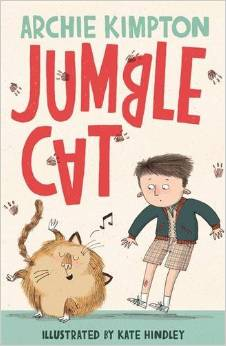 ARCHIE KIMPTON
JUMBLE
CAT
ILLUSTRATED BY KATE HINDLEY